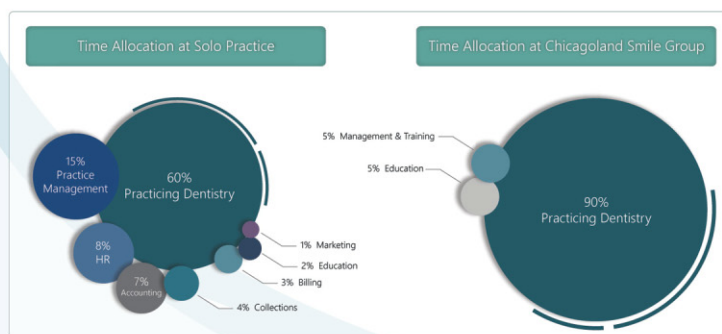 Time Allocation at Solo Practice
60%
Practicing Dentistry
15%
Practice
Management
8%
HR
7%
Accounting
4% Collections
3% Billing
2% Education
1% Marketing
Time Allocation at Chicagoland Smile Group
5% Management & Training
5% Education
90%
Practicing Dentistry